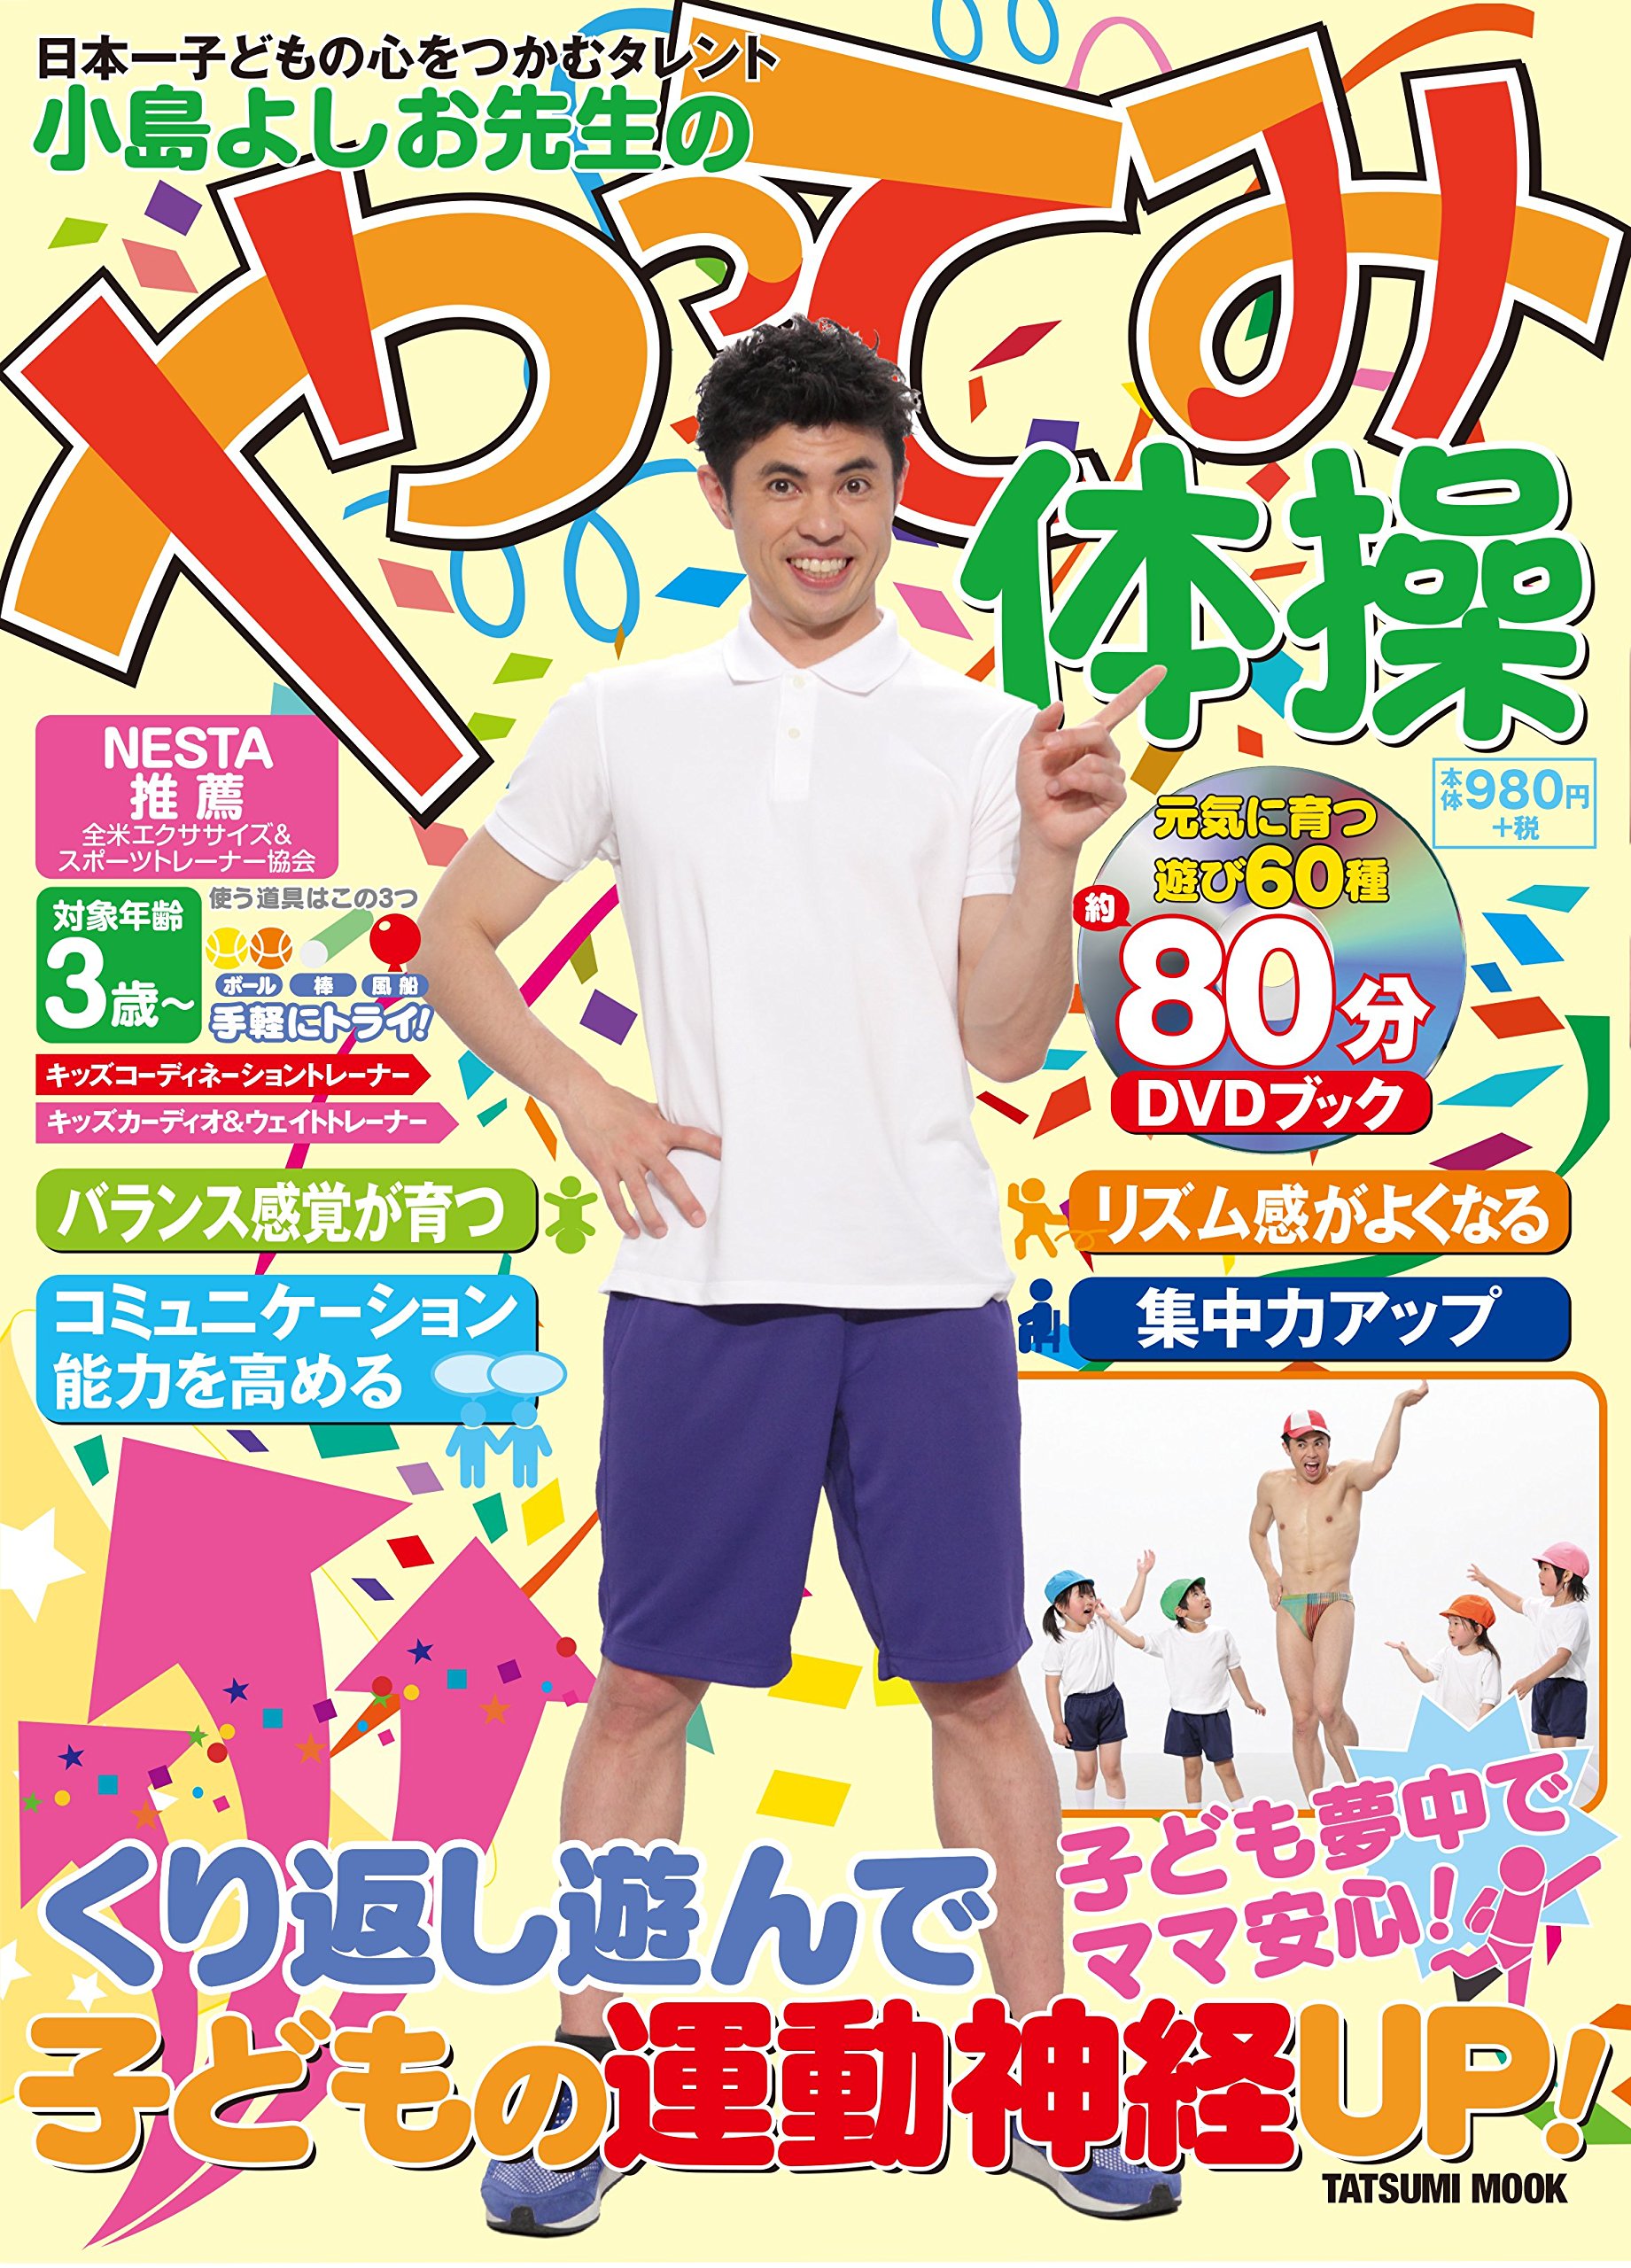 日本一子どもの心をつかむタレント
小島よしお先生の
やってみ
体操
NESTA
推薦
全米エクササイズ&
スポーツトレーナー協会
対象年齢
3歳~
使う道具はこの3つ
ボール 棒 風船
手軽にトライ!
キッズコーディネーショントレーナー
キッズカーディオ&ウェイトトレーナー
本体980円
+税
元気に育つ
遊び60種
約80分
DVDブック
バランス感覚が育つ
コミュニケーション
能力を高める
リズム感がよくなる
集中力アップ
子ども夢中で
ママ安心!
くり返し遊んで
子どもの運動神経UP!
TATSUMI MOOK